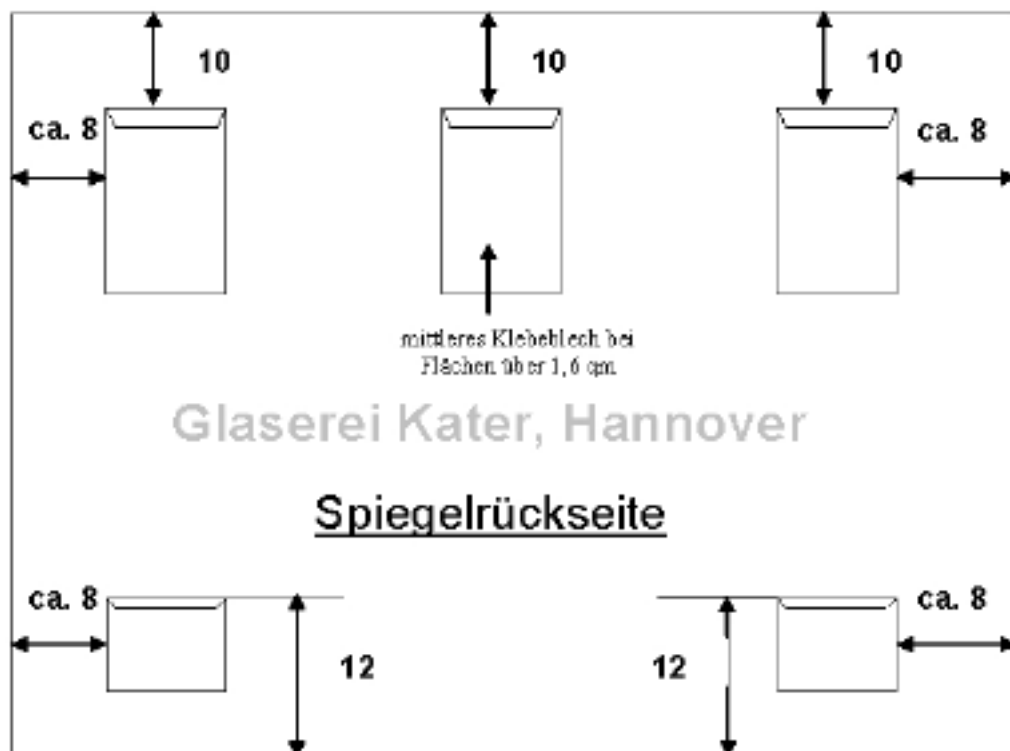 10
10
10
ca. 8
ca. 8
mittleres Klebeblech bei
Flächen über 1,6 qm
Glaserei Kater, Hannover
Spiegelrückseite
ca. 8
ca. 8
12
12